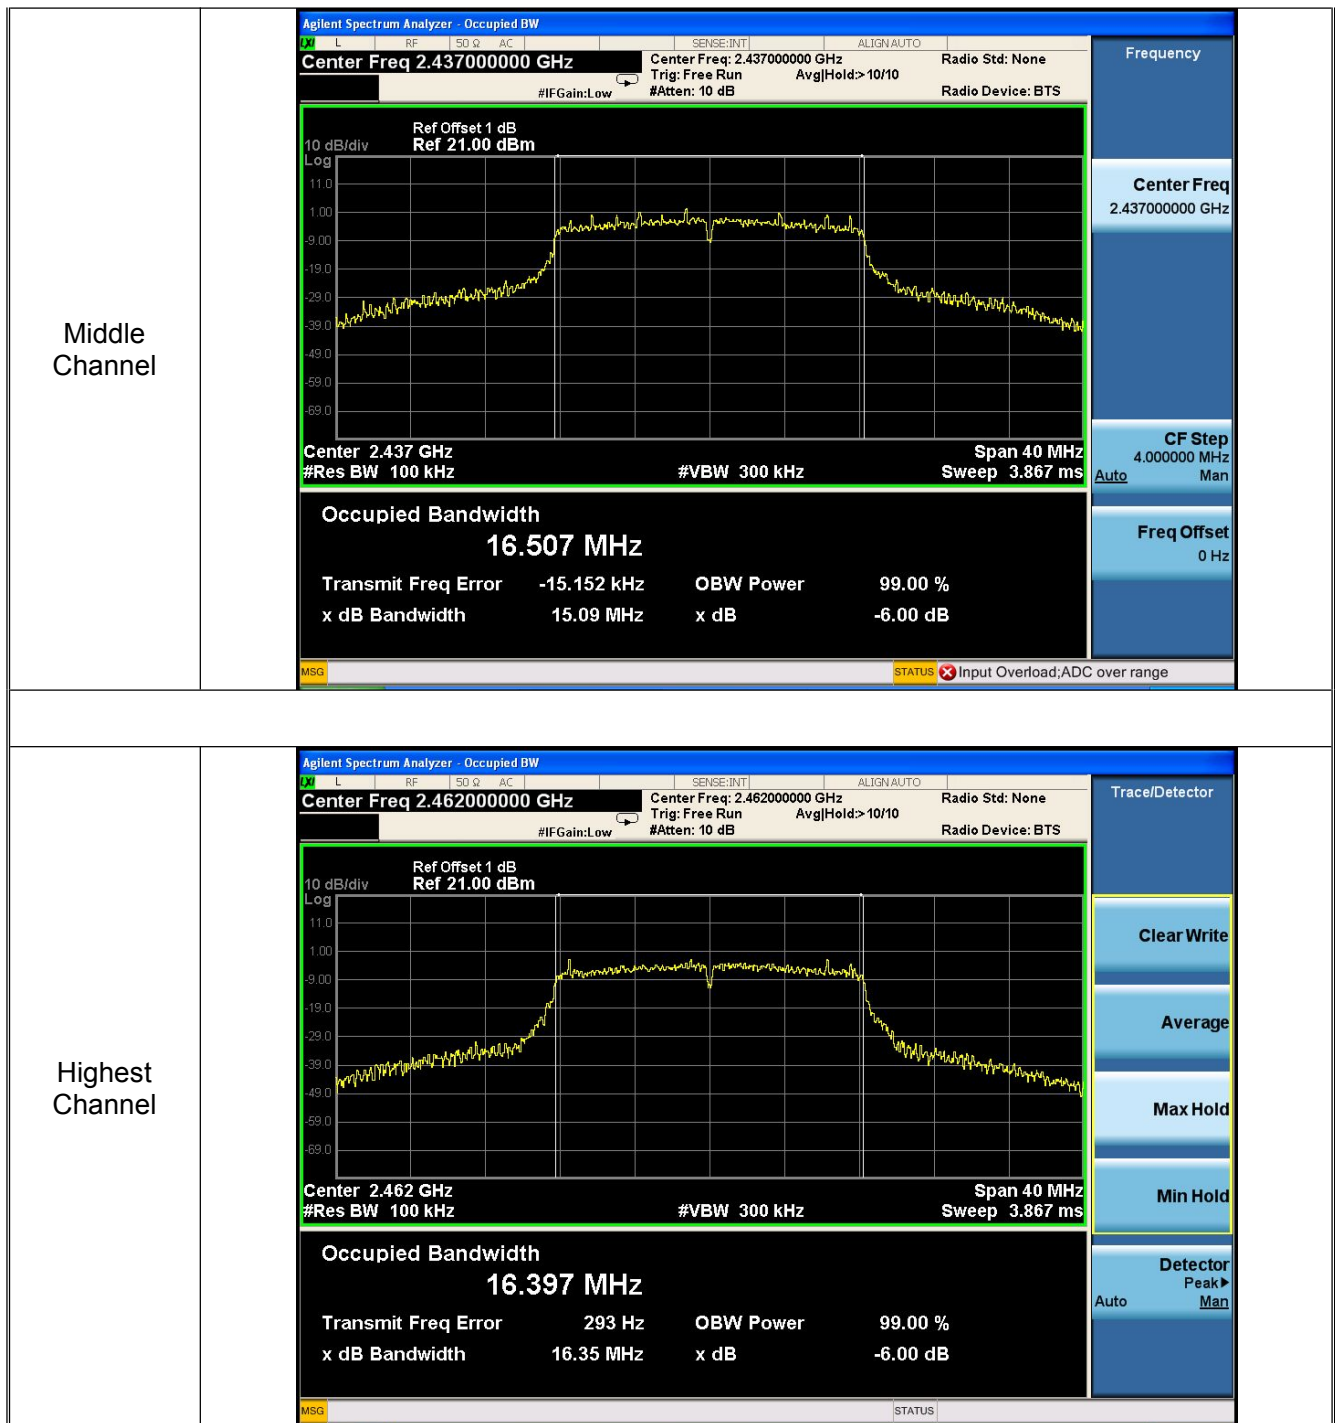 Middle
Channel
Agilent Spectrum Analyzer - Occupied BW
LXI L RF 50 Ω AC SENSE:INT ALIGNAUTO
Center Freq 2.437000000 GHz
Center Freq: 2.437000000 GHz
Radio Std: None
Trig: Free Run Avg|Hold:>10/10
#IFGain:Low #Atten: 10 dB Radio Device: BTS
Ref Offset 1 dB
10 dB/div Ref 21.00 dBm
Log
11.0
1.00
-9.00
-19.0
-29.0
-39.0
-49.0
-59.0
-69.0
Center 2.437 GHz Span 40 MHz
#Res BW 100 kHz #VBW 300 kHz Sweep 3.867 ms
Occupied Bandwidth
16.507 MHz
Transmit Freq Error -15.152 kHz OBW Power 99.00 %
x dB Bandwidth 15.09 MHz x dB -6.00 dB
MSG STATUS Input Overload;ADC over range
Frequency
Center Freq
2.437000000 GHz
CF Step
4.000000 MHz
Auto Man
Freq Offset
0 Hz
Highest
Channel
Agilent Spectrum Analyzer - Occupied BW
LXI L RF 50 Ω AC SENSE:INT ALIGNAUTO
Center Freq 2.462000000 GHz
Center Freq: 2.462000000 GHz
Radio Std: None
Trig: Free Run Avg|Hold:>10/10
#IFGain:Low #Atten: 10 dB Radio Device: BTS
Ref Offset 1 dB
10 dB/div Ref 21.00 dBm
Log
11.0
1.00
-9.00
-19.0
-29.0
-39.0
-49.0
-59.0
-69.0
Center 2.462 GHz Span 40 MHz
#Res BW 100 kHz #VBW 300 kHz Sweep 3.867 ms
Occupied Bandwidth
16.397 MHz
Transmit Freq Error 293 Hz OBW Power 99.00 %
x dB Bandwidth 16.35 MHz x dB -6.00 dB
MSG STATUS
Trace/Detector
Clear Write
Average
Max Hold
Min Hold
Detector
Peak▶
Auto Man